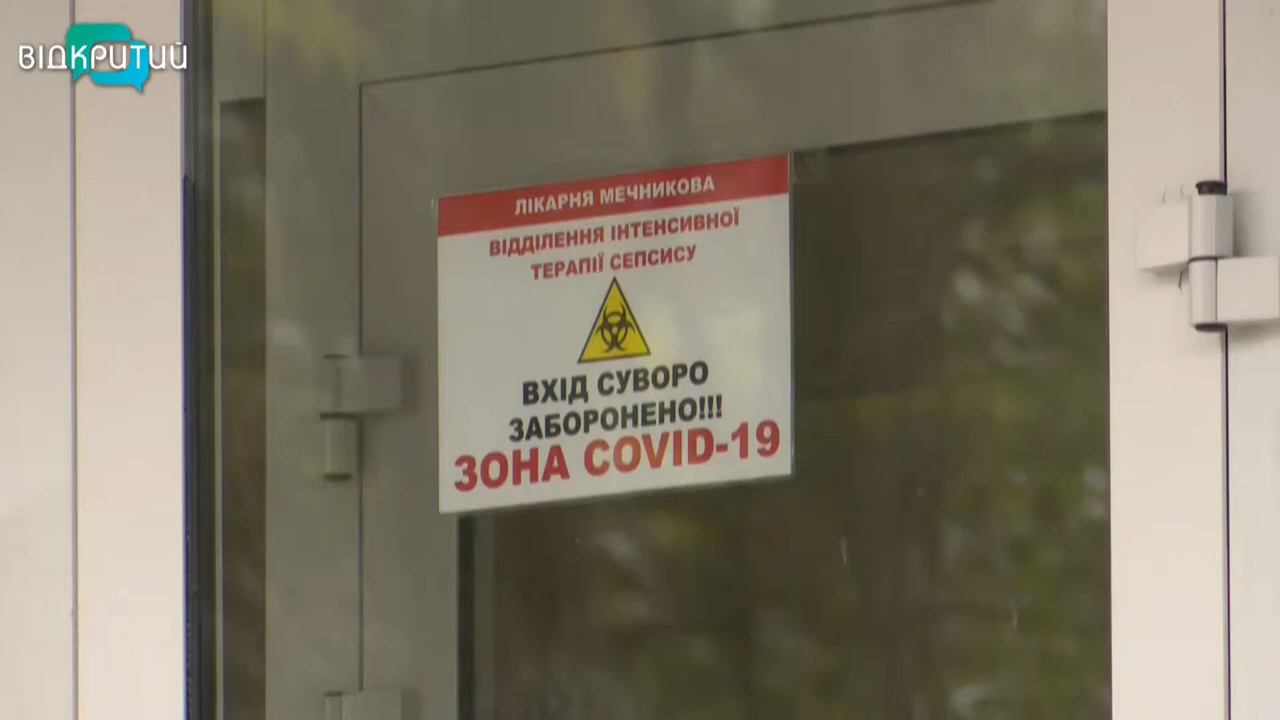 ВІДКРИТИЙ
ЛІКАРНЯ МЕЧНИКОВА
ВІДДІЛЕННЯ ІНТЕНСИВНОЇ
ТЕРАПІЇ СЕПСИСУ
ВХІД СУВОРО
ЗАБОРОНЕНО!!!
ЗОНА COVID-19